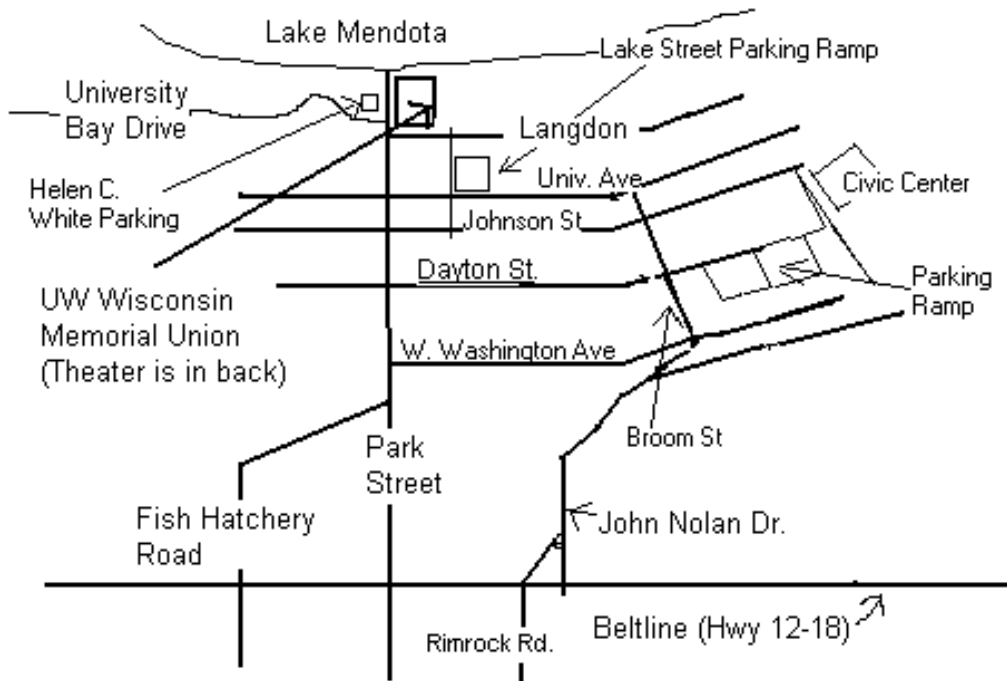 Lake Mendota
Lake Street Parking Ramp
University
Bay Drive
Langdon
Helen C.
White Parking
Univ. Ave
Civic Center
Johnson St
Dayton St.
Parking
Ramp
UW Wisconsin
Memorial Union
(Theater is in back)
W. Washington Ave
Broom St
Park
Street
Fish Hatchery
Road
John Nolan Dr.
Beltline (Hwy 12-18)
Rimrock Rd.